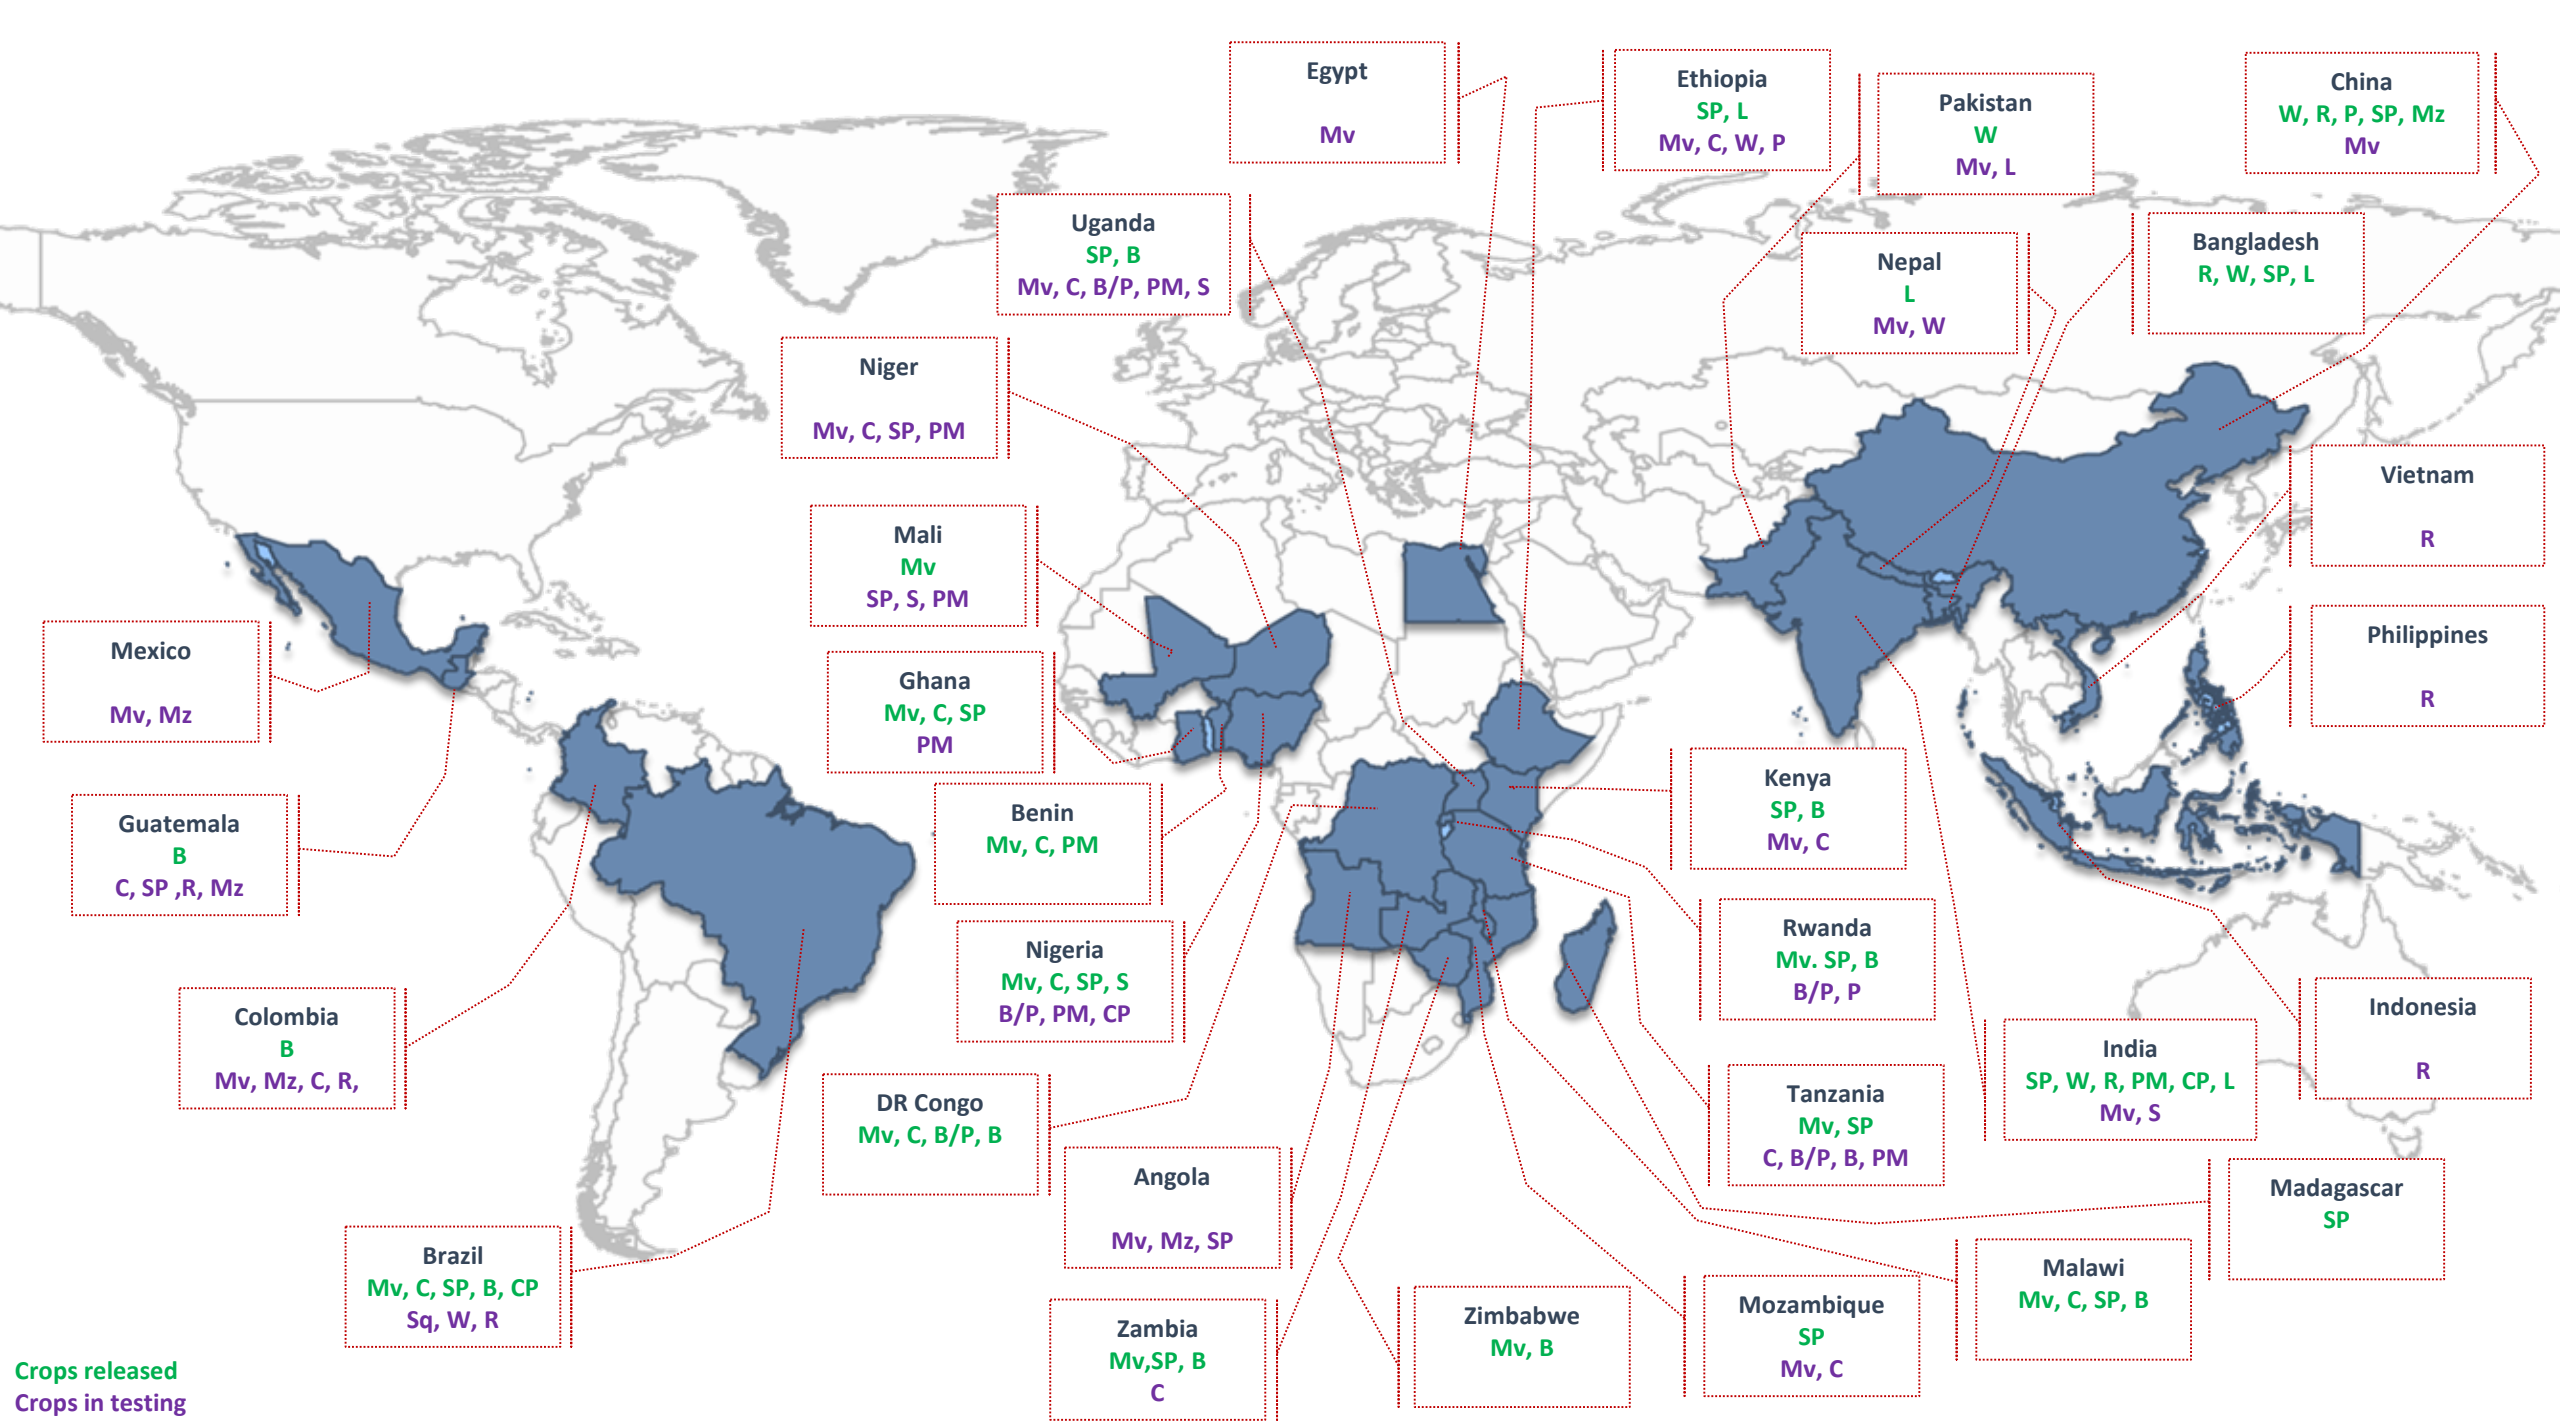 Egypt
Mv
Ethiopia
SP, L
Mv, C, W, P
Pakistan
W
Mv, L
China
W, R, P, SP, Mz
Mv
Uganda
SP, B
Mv, C, B/P, PM, S
Nepal
L
Mv, W
Bangladesh
R, W, SP, L
Niger
Mv, C, SP, PM
Mali
Mv
SP, S, PM
Vietnam
R
Mexico
Mv, Mz
Ghana
Mv, C, SP
PM
Philippines
R
Guatemala
B
C, SP ,R, Mz
Benin
Mv, C, PM
Kenya
SP, B
Mv, C
Nigeria
Mv, C, SP, S
B/P, PM, CP
Rwanda
Mv. SP, B
B/P, P
Colombia
B
Mv, Mz, C, R,
Indonesia
R
India
SP, W, R, PM, CP, L
Mv, S
DR Congo
Mv, C, B/P, B
Tanzania
Mv, SP
C, B/P, B, PM
Angola
Mv, Mz, SP
Madagascar
SP
Brazil
Mv, C, SP, B, CP
Sq, W, R
Malawi
Mv, C, SP, B
Zambia
Mv,SP, B
C
Zimbabwe
Mv, B
Mozambique
SP
Mv, C
Crops released
Crops in testing